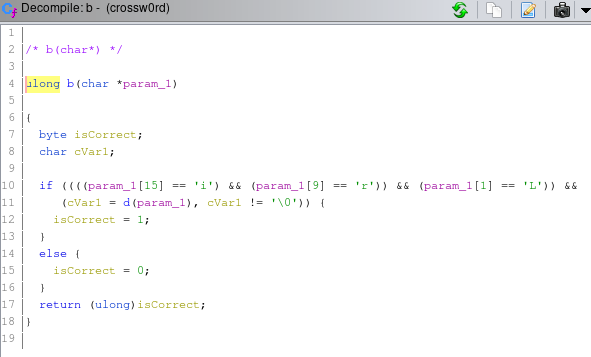 Decompile: b - (crossw0rd)
1
2 /* b(char*) */
3
4 ulong b(char *param_1)
5
6 {
7 byte isCorrect;
8 char cVar1;
9
10 if ((((param_1[15] == 'i') && (param_1[9] == 'r')) && (param_1[1] == 'L')) &&
11 (cVar1 = d(param_1), cVar1 != '\0')) {
12 isCorrect = 1;
13 }
14 else {
15 isCorrect = 0;
16 }
17 return (ulong)isCorrect;
18 }
19